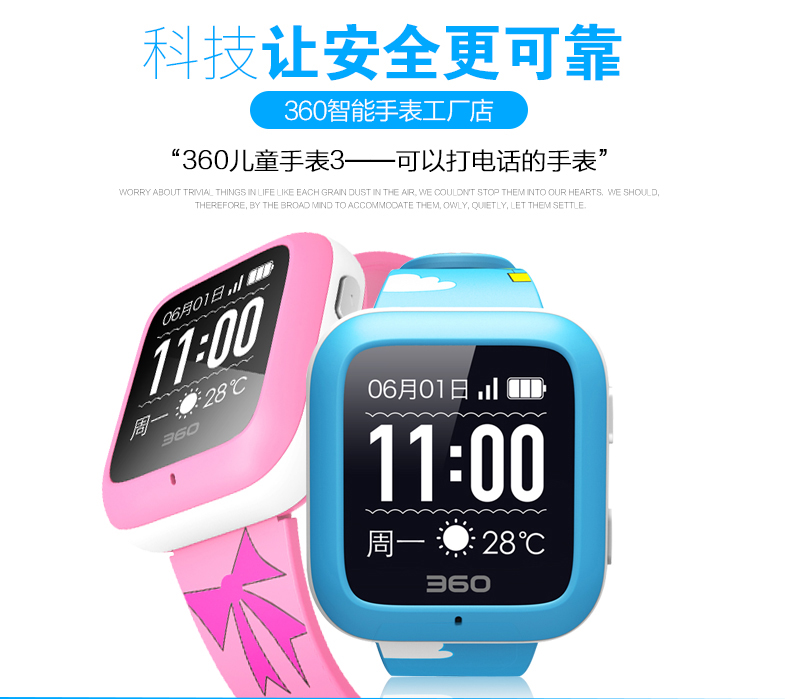 科技让安全更可靠
360智能手表工厂店
“360儿童手表3——可以打电话的手表”
WORRY ABOUT TRIVIAL THINGS IN LIFE LIKE EACH GRAIN DUST IN THE AIR, WE COULDN'T STOP THEM INTO OUR HEARTS. WE SHOULD,
THEREFORE, BY THE BROAD MIND TO ACCOMMODATE THEM, OWLY, QUIETLY, LET THEM SETTLE.
06月01日
11:00
周一 28℃
360
06月01日
11:00
周一 28℃
360